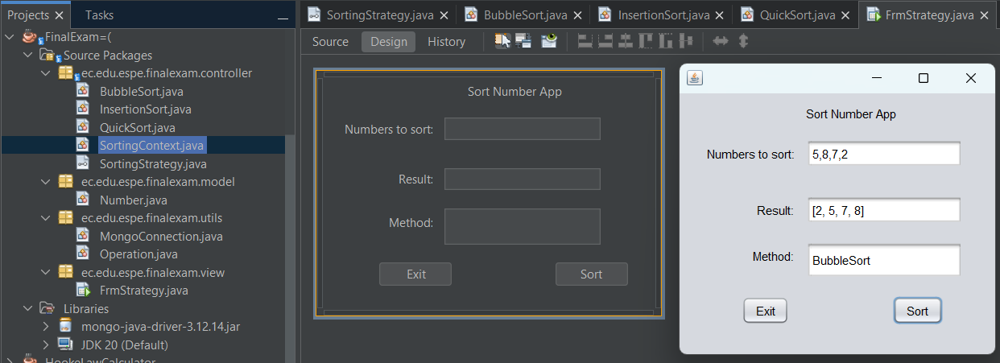 Projects
Tasks
FinalExam=(
Source Packages
ec.edu.espe.finalexam.controller
BubbleSort.java
InsertionSort.java
QuickSort.java
SortingContext.java
SortingStrategy.java
ec.edu.espe.finalexam.model
Number.java
ec.edu.espe.finalexam.utils
MongoConnection.java
Operation.java
ec.edu.espe.finalexam.view
FrmStrategy.java
Libraries
mongo-java-driver-3.12.14.jar
JDK 20 (Default)
HookeLawCalculator
SortingStrategy.java
BubbleSort.java
InsertionSort.java
QuickSort.java
FrmStrategy.java
Source
Design
History
Sort Number App
Numbers to sort:
Result:
Method:
Exit
Sort
Sort Number App
Numbers to sort: 5,8,7,2
Result: [2, 5, 7, 8]
Method: BubbleSort
Exit
Sort